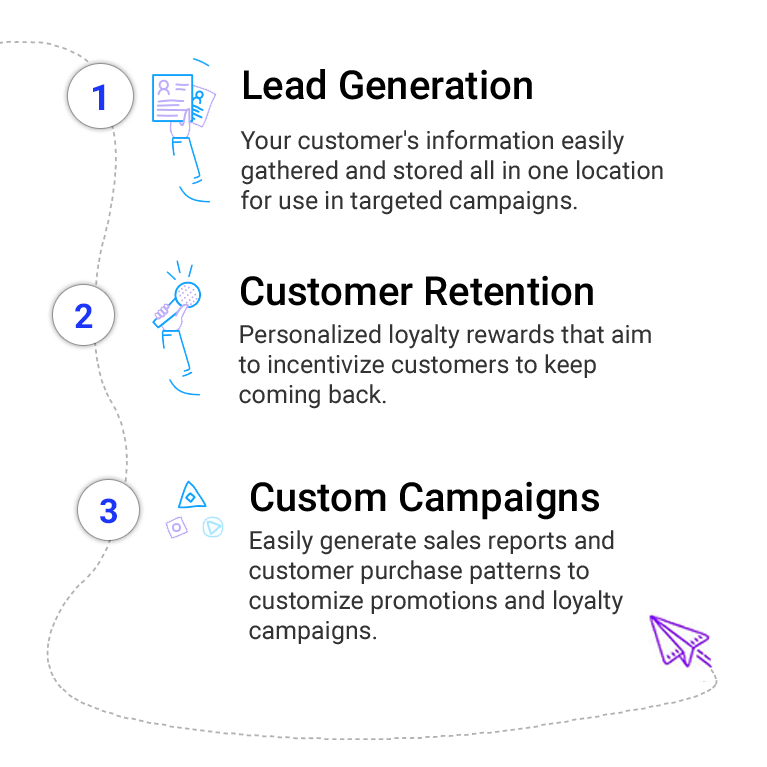 1
Lead Generation
Your customer's information easily
gathered and stored all in one location
for use in targeted campaigns.
2
Customer Retention
Personalized loyalty rewards that aim
to incentivize customers to keep
coming back.
3
Custom Campaigns
Easily generate sales reports and
customer purchase patterns to
customize promotions and loyalty
campaigns.